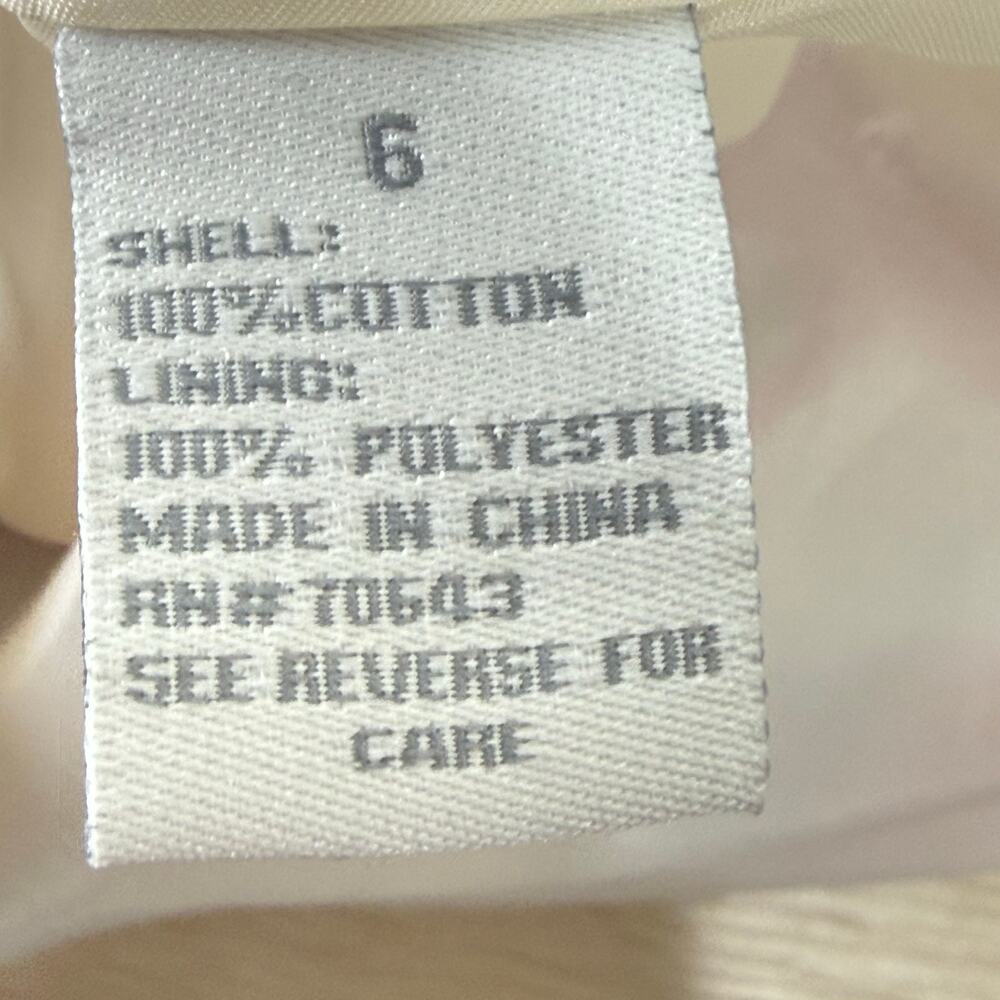 6
SHELL:
100%COTTON
LINING:
100% POLYESTER
MADE IN CHINA
RN#70643
SEE REVERSE FOR
CARE